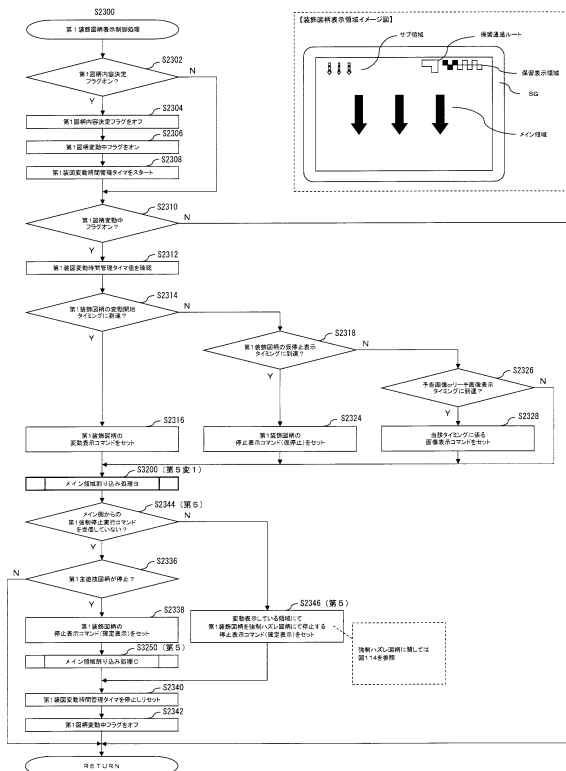 S2300
第1装飾図柄表示制御処理
S2302
第1図柄内容決定
フラグオン？
N
Y
S2304
第1図柄内容決定フラグをオフ
S2306
第1図柄変動中フラグをオン
S2308
第1装図変動時間管理タイマをスタート
S2310
第1図柄変動中
フラグオン？
N
Y
S2312
第1装図変動時間管理タイマ値を確認
S2314
第1装飾図柄の変動開始
タイミングに到達？
N
Y
S2318
第1装飾図柄の仮停止表示
タイミングに到達？
N
Y
S2326
予告画像orリーチ画像表示
タイミングに到達？
N
Y
S2316
第1装飾図柄の
変動表示コマンドをセット
S2324
第1装飾図柄の
停止表示コマンド(仮停止)をセット
S2328
当該タイミングに係る
画像表示コマンドをセット
S3200 (第5変1)
メイン領域割り込み処理B
S2344 (第5)
メイン側からの
第1強制停止実行コマンド
を受信していない？
N
Y
S2336
第1主遊技図柄が停止？
N
Y
S2338
第1装飾図柄の
停止表示コマンド(確定表示)をセット
S2346 (第5)
変動表示している領域にて
第1装飾図柄を強制ハズレ図柄にて停止する
停止表示コマンド(確定表示)をセット
強制ハズレ図柄に関しては
図114を参照
S3250 (第5)
メイン領域割り込み処理C
S2340
第1装図変動時間管理タイマを停止しリセット
S2342
第1図柄変動中フラグをオフ
RETURN
【装飾図柄表示領域イメージ図】
サブ領域
保留通過ルート
保留表示領域
SG
メイン領域